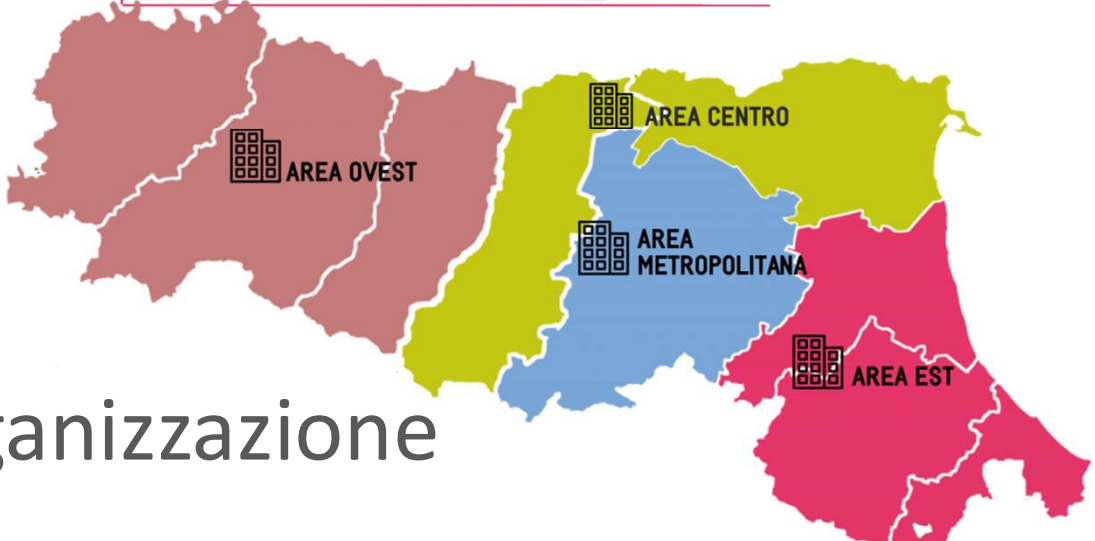 AREA CENTRO
AREA OVEST
AREA
METROPOLITANA
AREA EST
ganizzazione